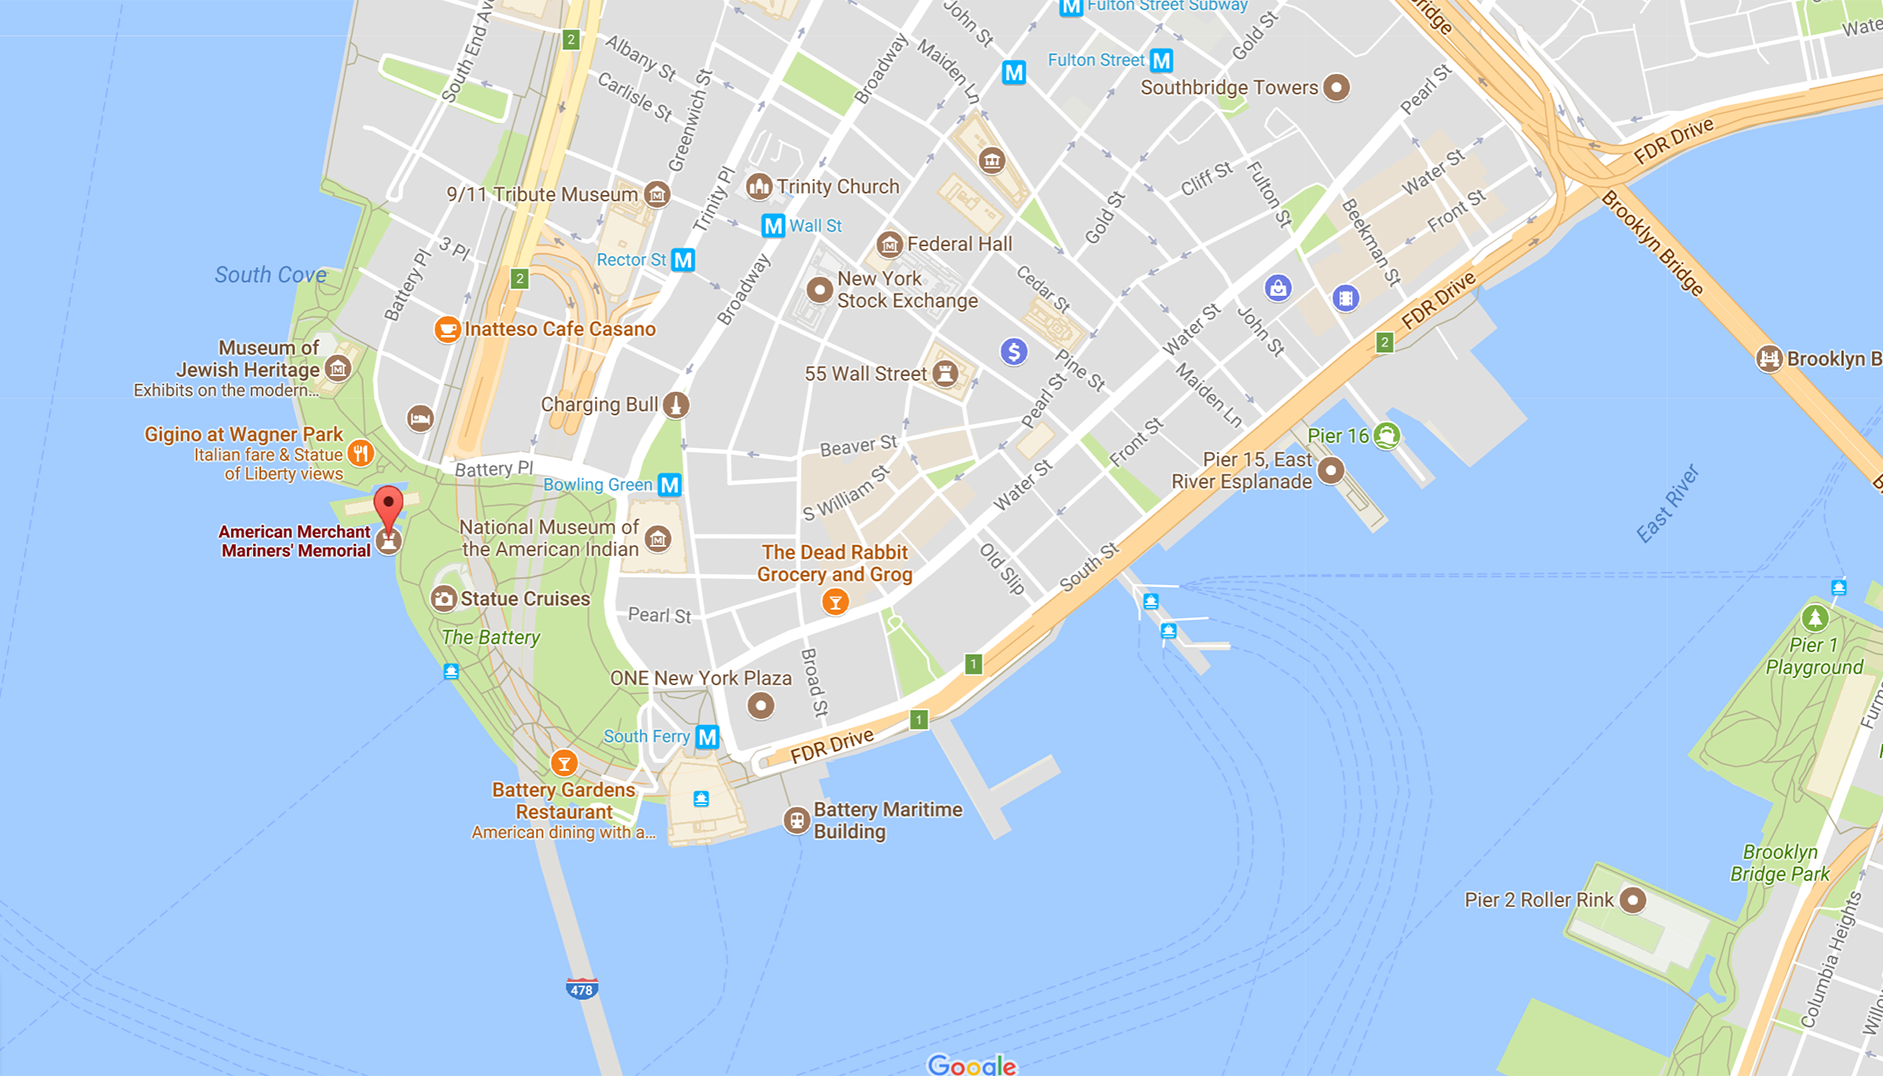 Fulton Street Subway
John St
Gold St
Bridge
South End Av
2
Albany St
Maiden Ln
Broadway
M
Fulton Street M
Water
Carlisle St
Greenwich St
M
Southbridge Towers
Pearl St
FDR Drive
9/11 Tribute Museum
Trinity Pl
Trinity Church
Cliff St
Fulton St
Water St
Front St
Beekman St
M Wall St
Gold St
Brooklyn Bridge
3 Pl
Rector St M
Federal Hall
South Cove
Battery Pl
2
Broadway
New York
Stock Exchange
Cedar St
FDR Drive
Inatteso Cafe Casano
Water St
John St
2
Museum of
Jewish Heritage
Exhibits on the modern...
55 Wall Street
$
Pine St
Brooklyn B
Charging Bull
Pearl St
Maiden Ln
Gigino at Wagner Park
Italian fare & Statue
of Liberty views
Beaver St
Front St
Pier 16
Battery Pl
Bowling Green M
S William St
Water St
Pier 15, East
River Esplanade
East River
American Merchant
Mariners' Memorial
National Museum of
the American Indian
The Dead Rabbit
Grocery and Grog
Old Slip
South St
Statue Cruises
The Battery
Pearl St
Pier 1
Playground
ONE New York Plaza
Broad St
1
1
Furm
South Ferry M
FDR Drive
Battery Gardens
Restaurant
American dining with a...
Battery Maritime
Building
Brooklyn
Bridge Park
Pier 2 Roller Rink
Columbia Heights
478
Willo
Google